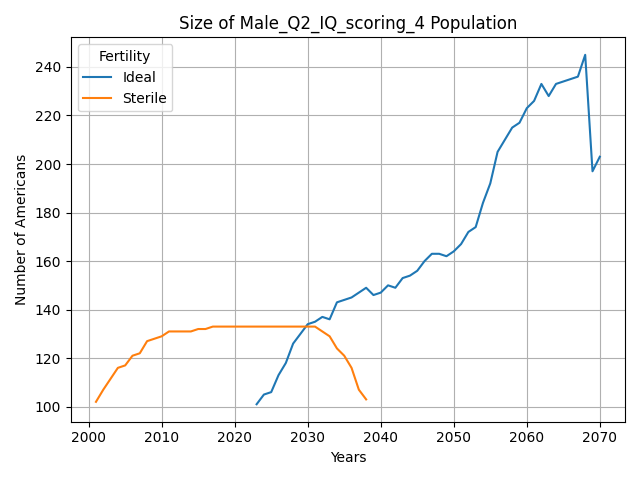 Size of Male_Q2_IQ_scoring_4 Population
Fertility
Ideal
Sterile
Number of Americans
240
220
200
180
160
140
120
100
2000 2010 2020 2030 2040 2050 2060 2070
Years